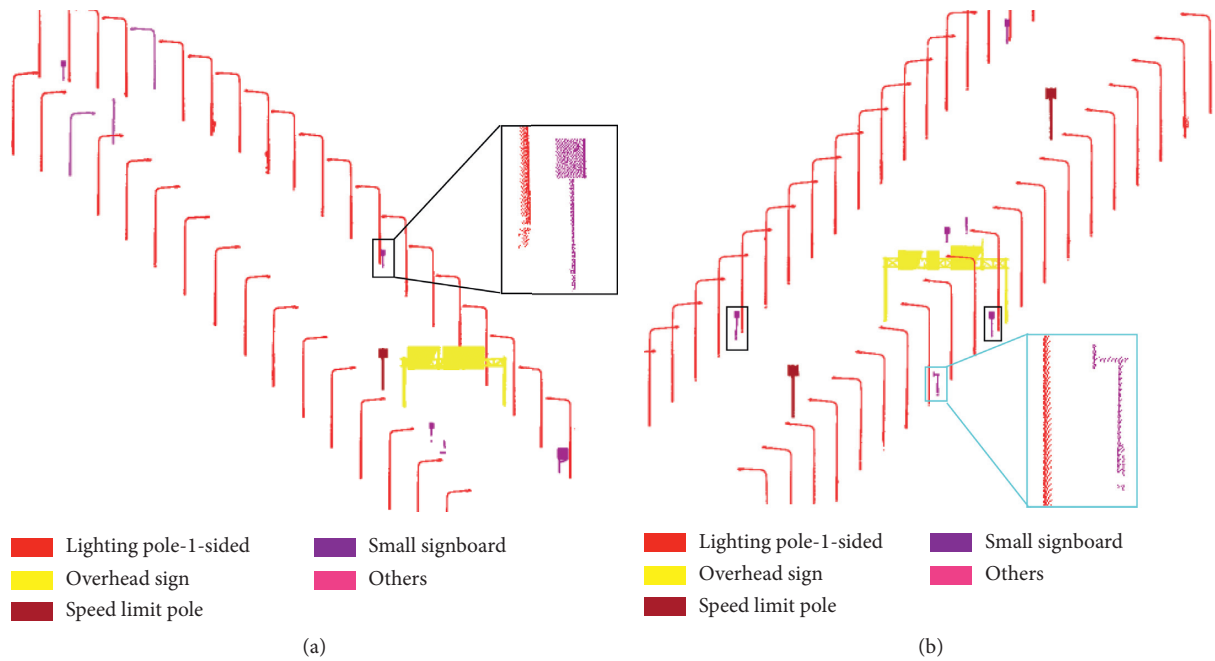 Lighting pole-1-sided
Overhead sign
Speed limit pole
Small signboard
Others
(a)
Lighting pole-1-sided
Overhead sign
Speed limit pole
Small signboard
Others
(b)